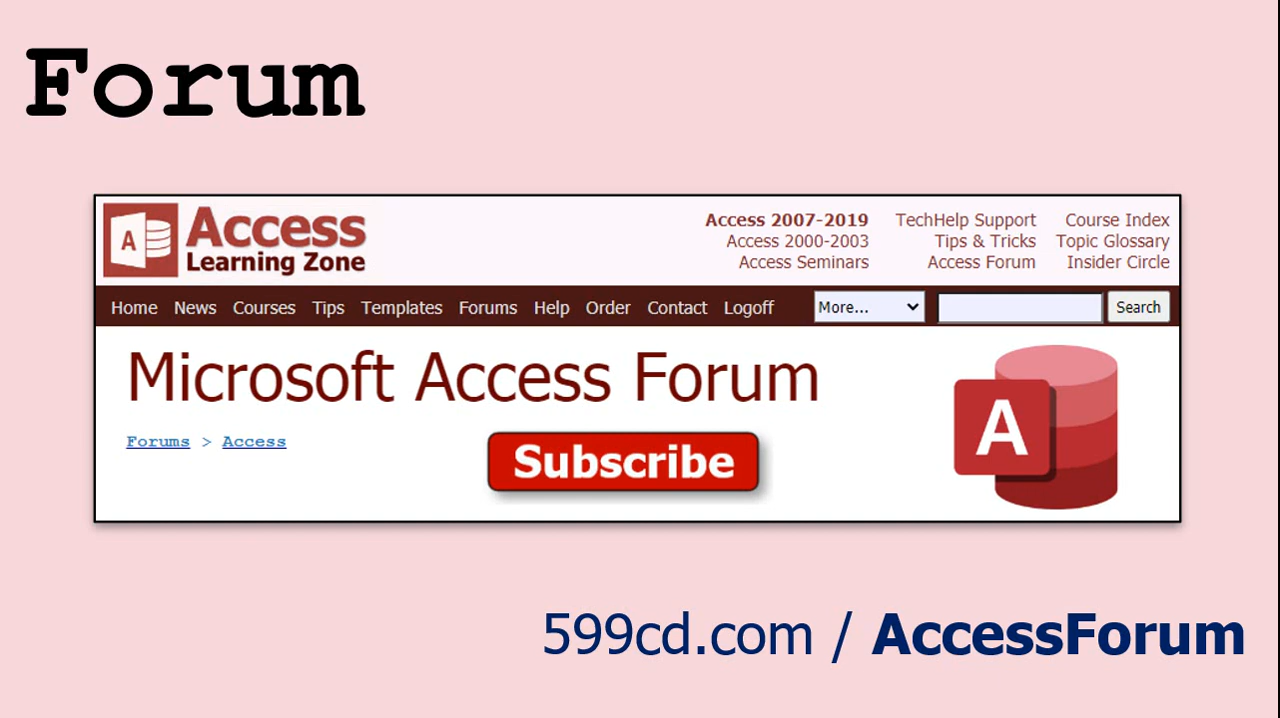 Forum
A
Access
Learning Zone
Access 2007-2019 TechHelp Support Course Index
Access 2000-2003 Tips & Tricks Topic Glossary
Access Seminars Access Forum Insider Circle
Home News Courses Tips Templates Forums Help Order Contact Logoff More... Search
Microsoft Access Forum
Forums > Access
Subscribe
A
599cd.com / AccessForum